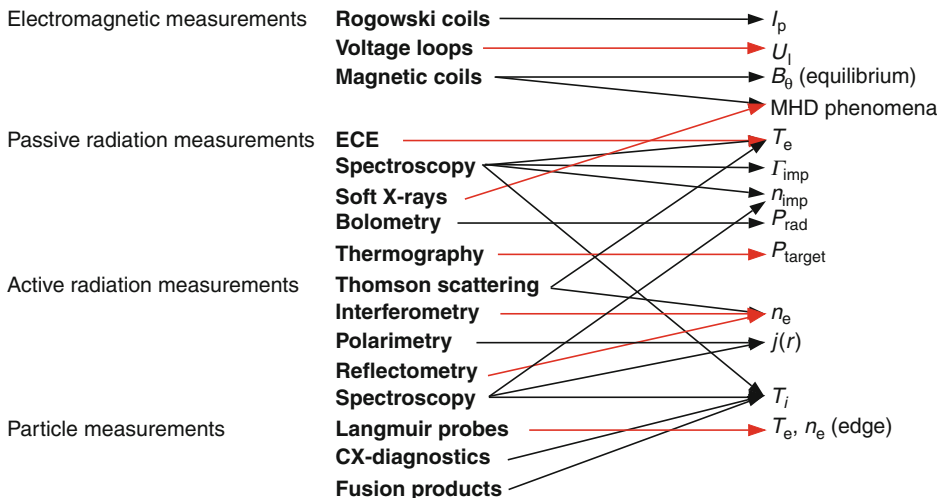 Electromagnetic measurements Rogowski coils I_p
Voltage loops U_l
Magnetic coils B_θ (equilibrium)
MHD phenomena
Passive radiation measurements ECE T_e
Spectroscopy Γ_imp
Soft X-rays n_imp
Bolometry P_rad
Thermography P_target
Active radiation measurements Thomson scattering
Interferometry n_e
Polarimetry j(r)
Reflectometry
Spectroscopy T_i
Particle measurements Langmuir probes T_e, n_e (edge)
CX-diagnostics
Fusion products